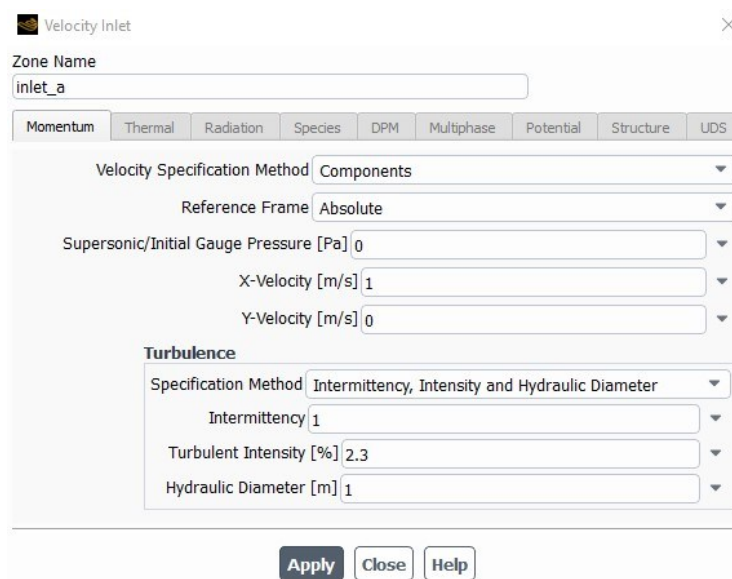 Velocity Inlet
Zone Name
inlet_a
Momentum Thermal Radiation Species DPM Multiphase Potential Structure UDS
Velocity Specification Method Components
Reference Frame Absolute
Supersonic/Initial Gauge Pressure [Pa] 0
X-Velocity [m/s] 1
Y-Velocity [m/s] 0
Turbulence
Specification Method Intermittency, Intensity and Hydraulic Diameter
Intermittency 1
Turbulent Intensity [%] 2.3
Hydraulic Diameter [m] 1
Apply Close Help